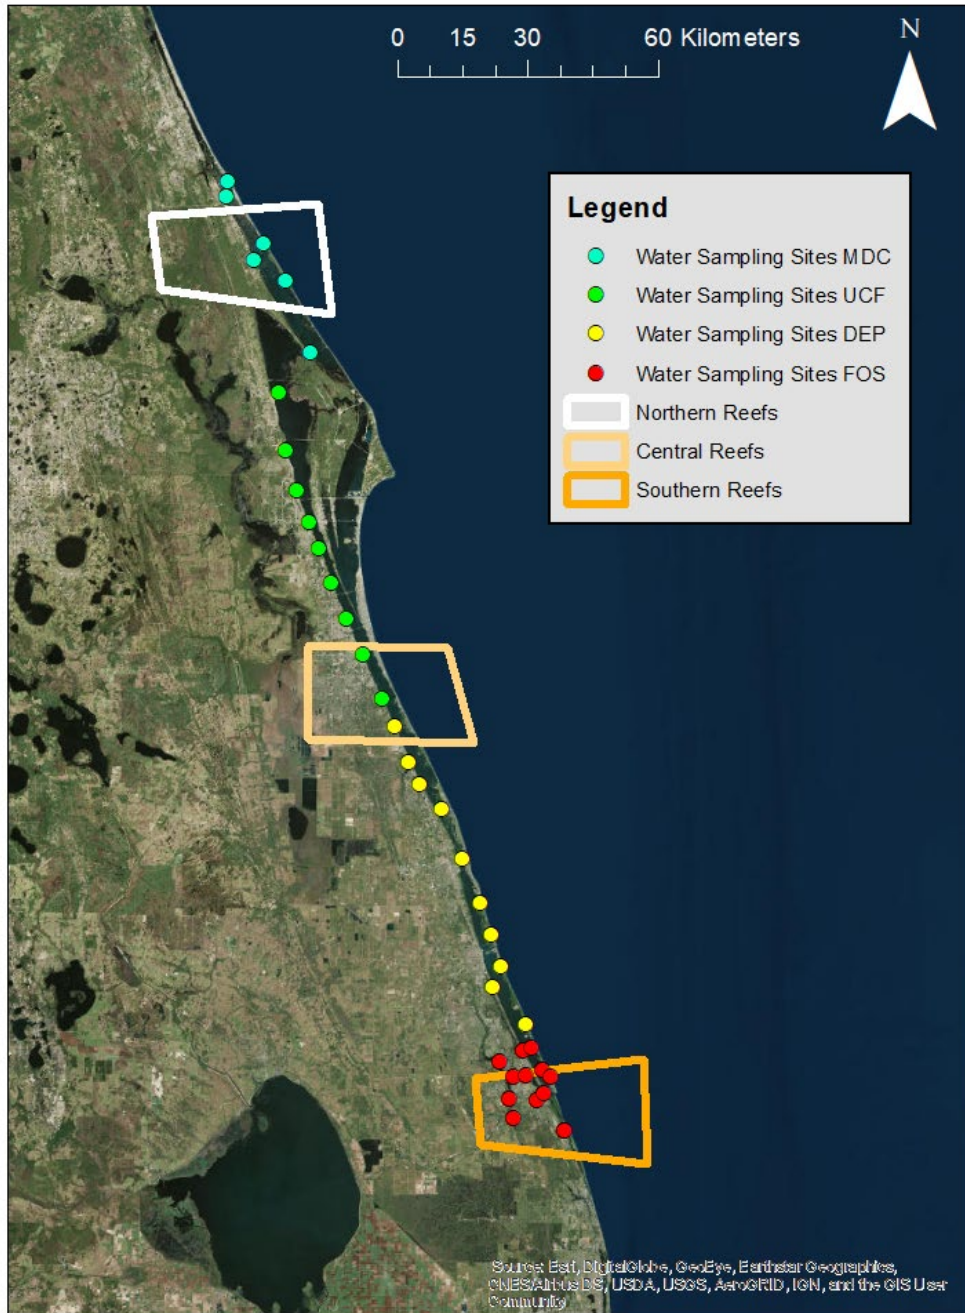 0 15 30 60 Kilometers
N
Legend
Water Sampling Sites MDC
Water Sampling Sites UCF
Water Sampling Sites DEP
Water Sampling Sites FOS
Northern Reefs
Central Reefs
Southern Reefs
Source: Esri, DigitalGlobe, GeoEye, Earthstar Geographics,
CNES/Airbus DS, USDA, USGS, AeroGRID, IGN, and the GIS User
Community